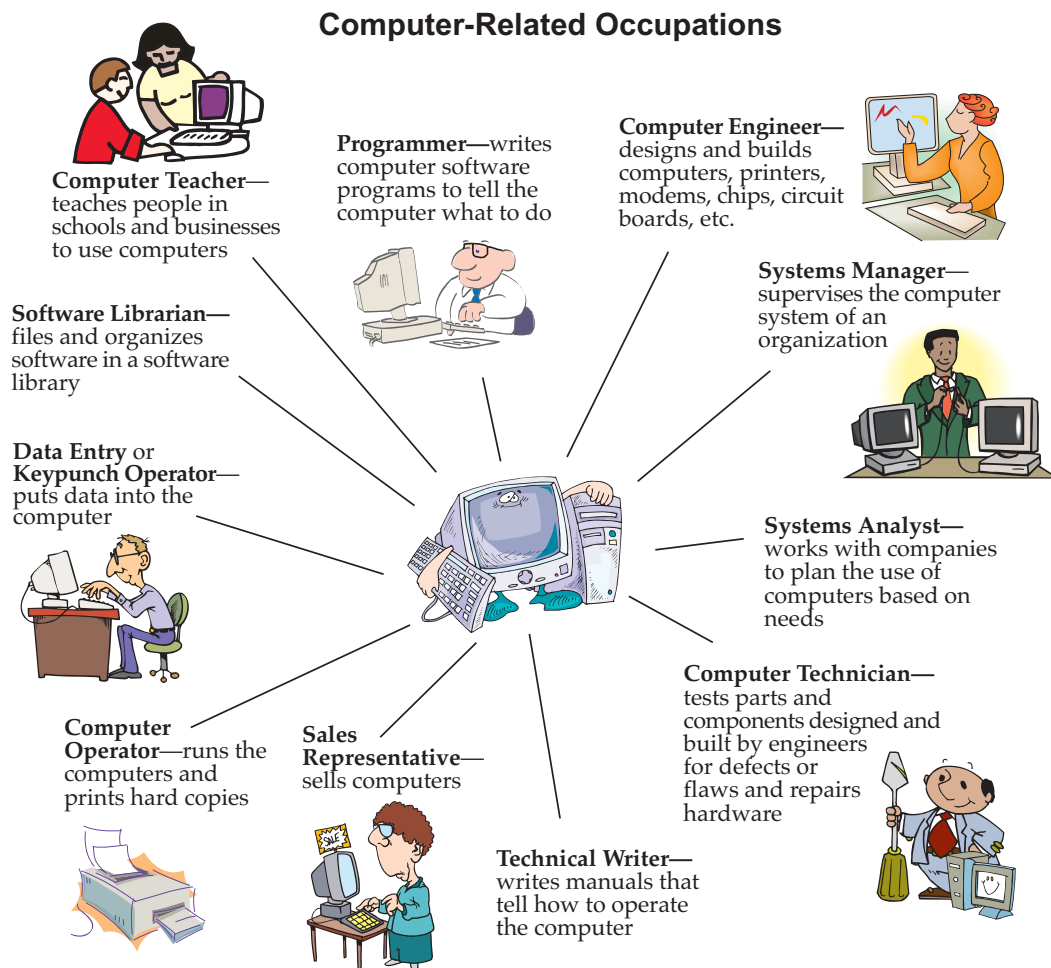 Computer-Related Occupations
Computer Teacher—
teaches people in
schools and businesses
to use computers
Programmer—writes
computer software
programs to tell the
computer what to do
Computer Engineer—
designs and builds
computers, printers,
modems, chips, circuit
boards, etc.
Systems Manager—
supervises the computer
system of an
organization
Software Librarian—
files and organizes
software in a software
library
Data Entry or
Keypunch Operator—
puts data into the
computer
Systems Analyst—
works with companies
to plan the use of
computers based on
needs
Computer Technician—
tests parts and
components designed and
built by engineers
for defects or
flaws and repairs
hardware
Computer
Operator—runs the
computers and
prints hard copies
Sales
Representative—
sells computers
SALE
Technical Writer—
writes manuals that
tell how to operate
the computer